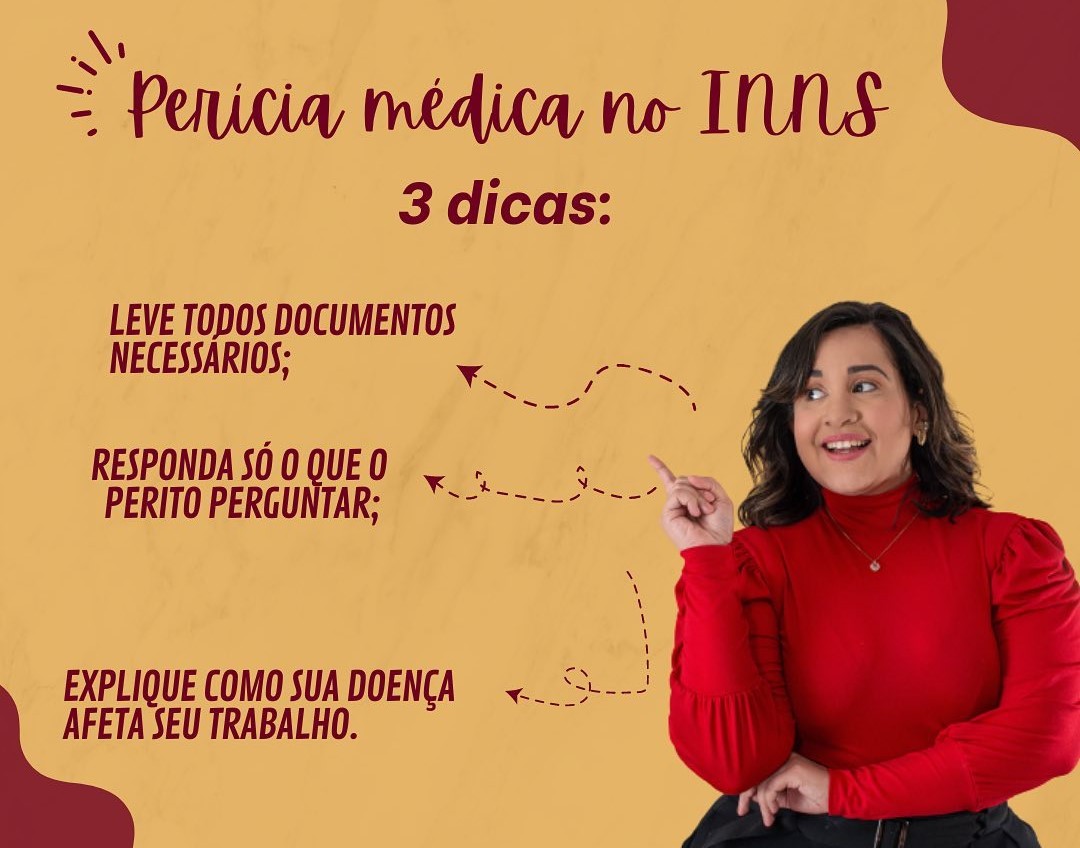 Perícia médica no INNS
3 dicas:
LEVE TODOS DOCUMENTOS
NECESSÁRIOS;
RESPONDA SÓ O QUE O
PERITO PERGUNTAR;
EXPLIQUE COMO SUA DOENÇA
AFETA SEU TRABALHO.